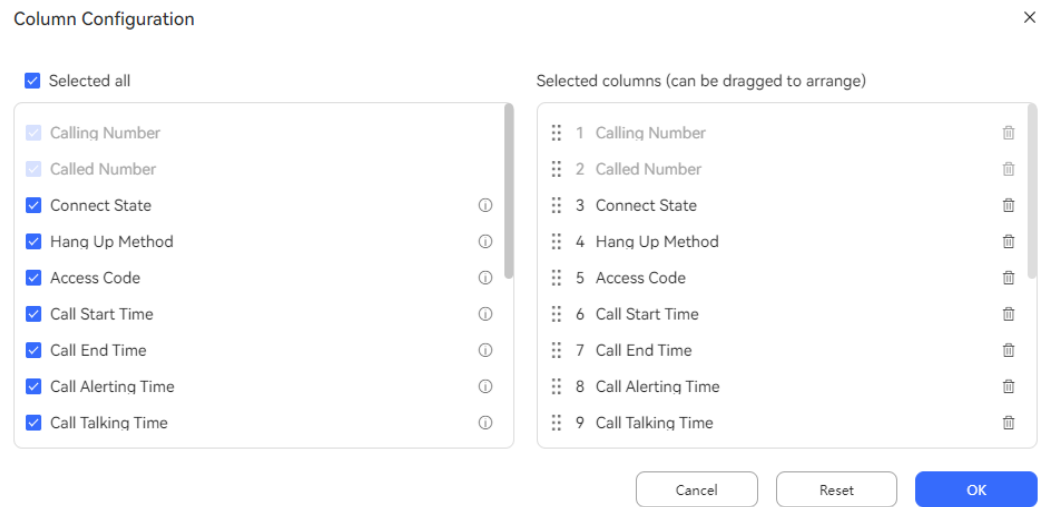 Column Configuration
Selected all
Calling Number
Called Number
Connect State
Hang Up Method
Access Code
Call Start Time
Call End Time
Call Alerting Time
Call Talking Time
Selected columns (can be dragged to arrange)
1 Calling Number
2 Called Number
3 Connect State
4 Hang Up Method
5 Access Code
6 Call Start Time
7 Call End Time
8 Call Alerting Time
9 Call Talking Time
Cancel
Reset
OK